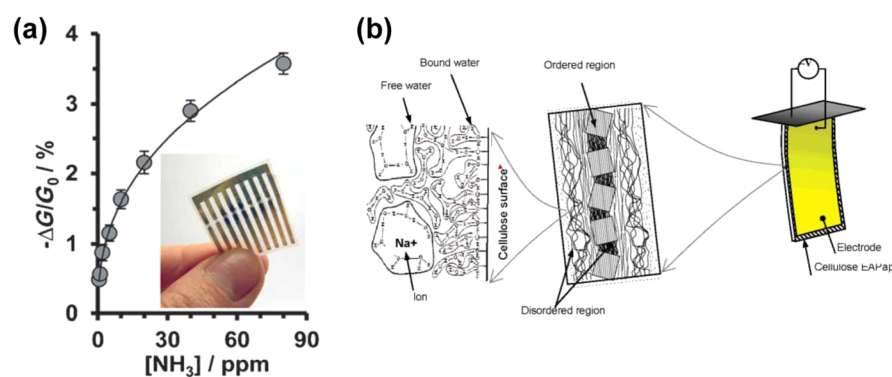 (a)
4
3
2
1
0
-ΔG/G₀ / %
0
30
60
90
[NH₃] / ppm
(b)
Bound water
Free water
Cellulose surface
Na+
Ion
Ordered region
Disordered region
Electrode
Cellulose EAPap